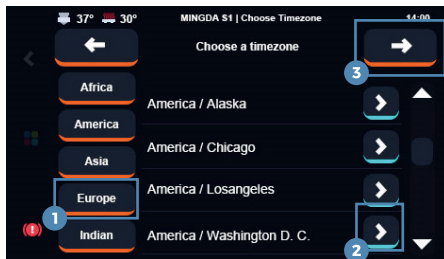 37° 30° MINGDA S1 | Choose Timezone 14:00
Choose a timezone
3
Africa
America / Alaska
America
America / Chicago
Asia
America / Losangeles
Europe
1
America / Washington D. C.
Indian
2